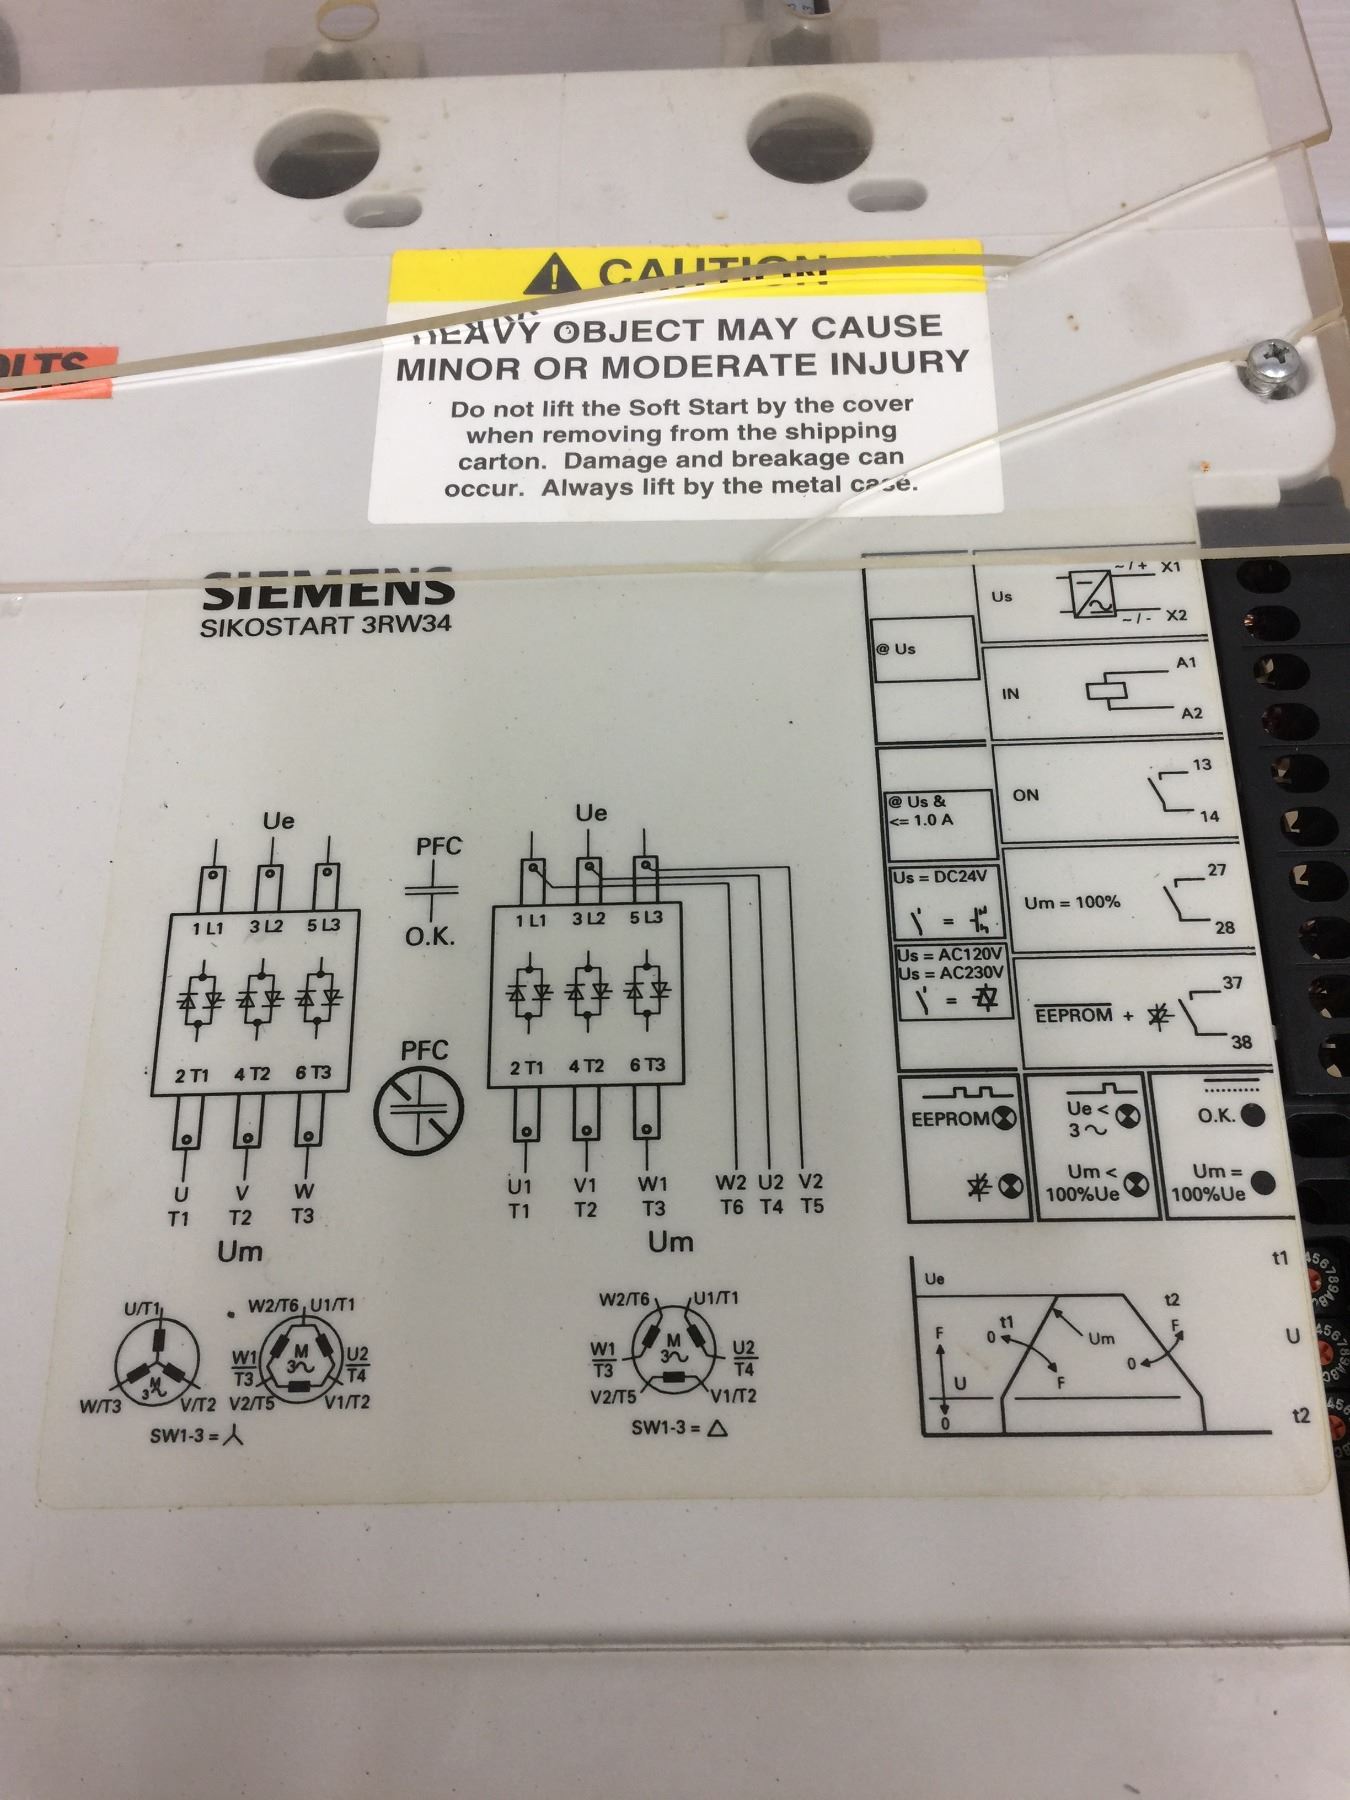 CAUTION
HEAVY OBJECT MAY CAUSE
MINOR OR MODERATE INJURY
Do not lift the Soft Start by the cover
when removing from the shipping
carton. Damage and breakage can
occur. Always lift by the metal case.
SIEMENS
SIKOSTART 3RW34
Ue
1 L1 3 L2 5 L3
2 T1 4 T2 6 T3
U V W
T1 T2 T3
Um
PFC
O.K.
PFC
Ue
1 L1 3 L2 5 L3
2 T1 4 T2 6 T3
U1 V1 W1 W2 U2 V2
T1 T2 T3 T6 T4 T5
Um
U/T1
M
3~
W/T3 V/T2
W2/T6 U1/T1
W1
T3
M
3~
U2
T4
V2/T5 V1/T2
SW1-3 =
W2/T6 U1/T1
W1
T3
M
3~
U2
T4
V2/T5 V1/T2
SW1-3 = △
Us ~/+ X1
~/- X2
@ Us
IN A1
A2
@ Us &
<= 1.0 A
ON 13
14
Us = DC24V
=
Um = 100% 27
28
Us = AC120V
Us = AC230V
=
EEPROM + 37
38
EEPROM
Ue <
3~
O.K.
Um <
100%Ue
Um =
100%Ue
Ue
F
U
0
0 t1
F
Um
t2
F
0
t1
U
t2